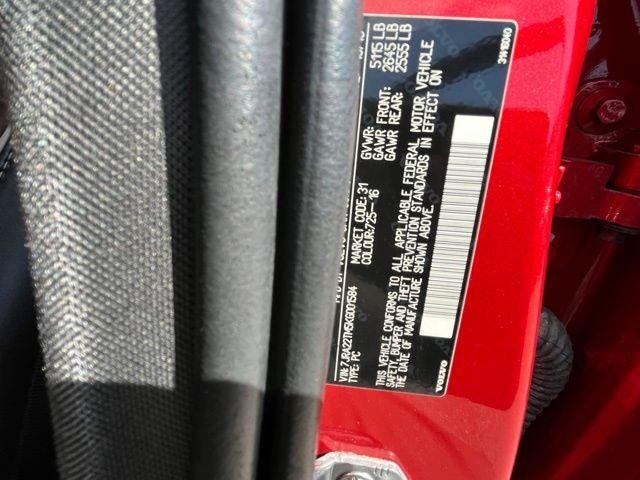 GVWR: 5115 LB
GAWR FRONT: 2645 LB
GAWR REAR: 2555 LB
MARKET CODE: 31
COLOUR: 725-16
THIS VEHICLE CONFORMS TO ALL APPLICABLE FEDERAL MOTOR VEHICLE
SAFETY, BUMPER AND THEFT PREVENTION STANDARDS IN EFFECT ON
THE DATE OF MANUFACTURE SHOWN ABOVE.
VIN: 7JRA22TM5KG001584
TYPE: PC
VOLVO
31418040